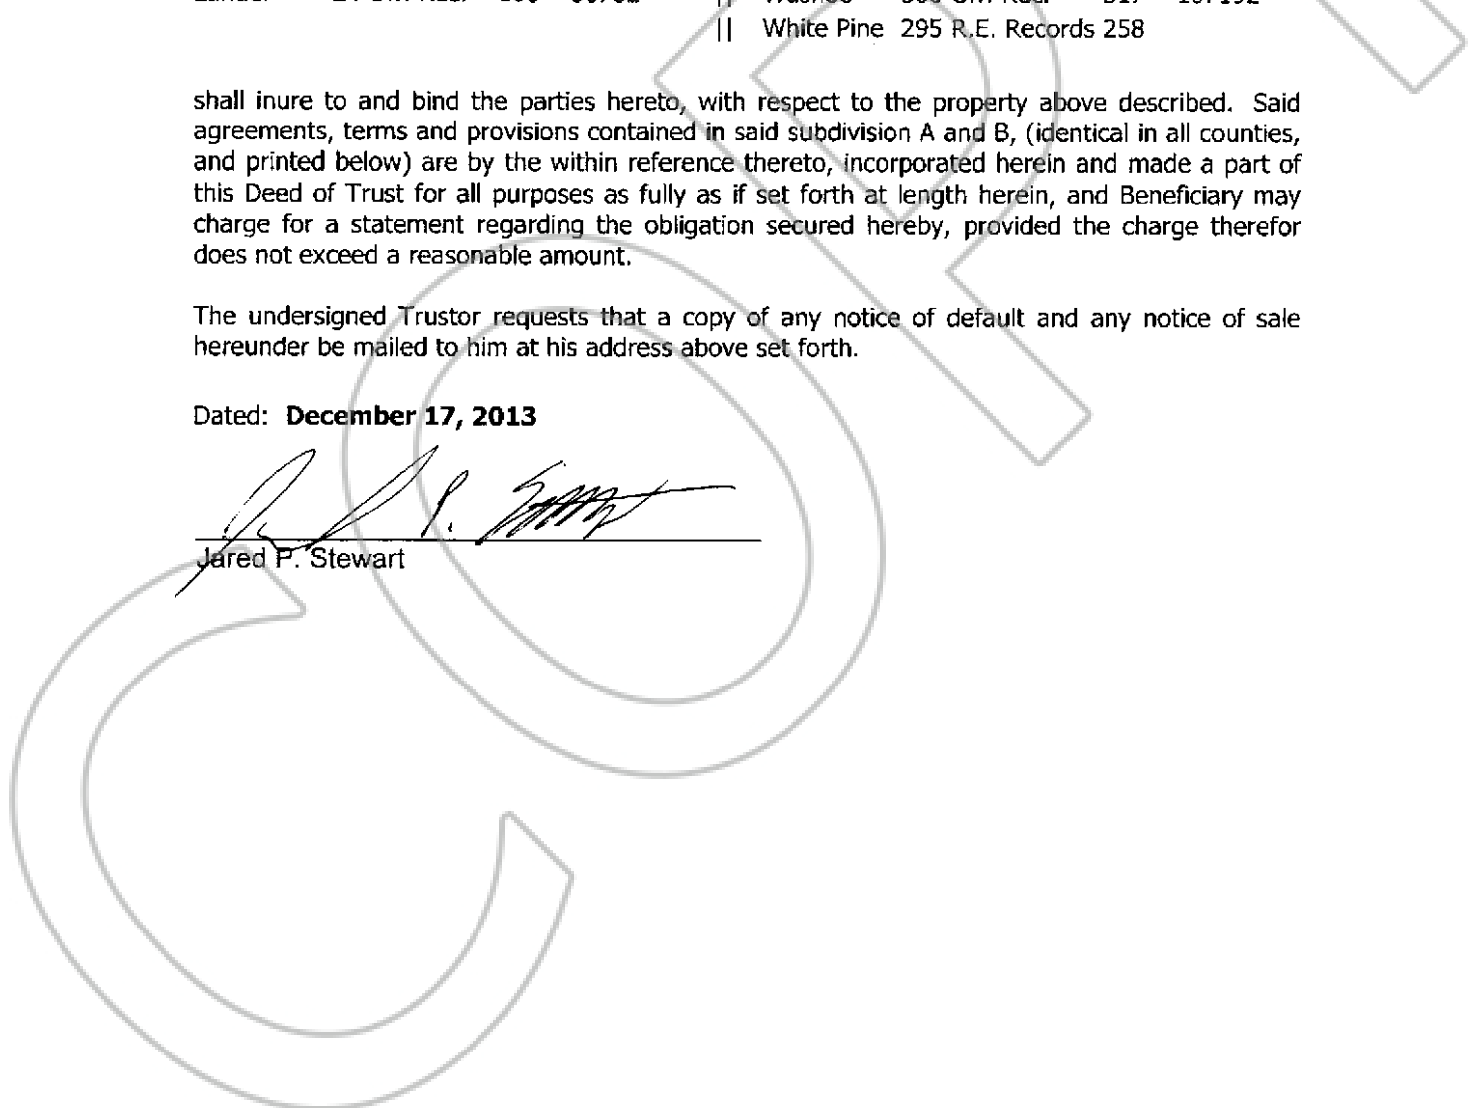 || White Pine 295 R.E. Records 258
shall inure to and bind the parties hereto, with respect to the property above described. Said
agreements, terms and provisions contained in said subdivision A and B, (identical in all counties,
and printed below) are by the within reference thereto, incorporated herein and made a part of
this Deed of Trust for all purposes as fully as if set forth at length herein, and Beneficiary may
charge for a statement regarding the obligation secured hereby, provided the charge therefor
does not exceed a reasonable amount.
The undersigned Trustor requests that a copy of any notice of default and any notice of sale
hereunder be mailed to him at his address above set forth.
Dated: December 17, 2013
Jared P. Stewart
COP